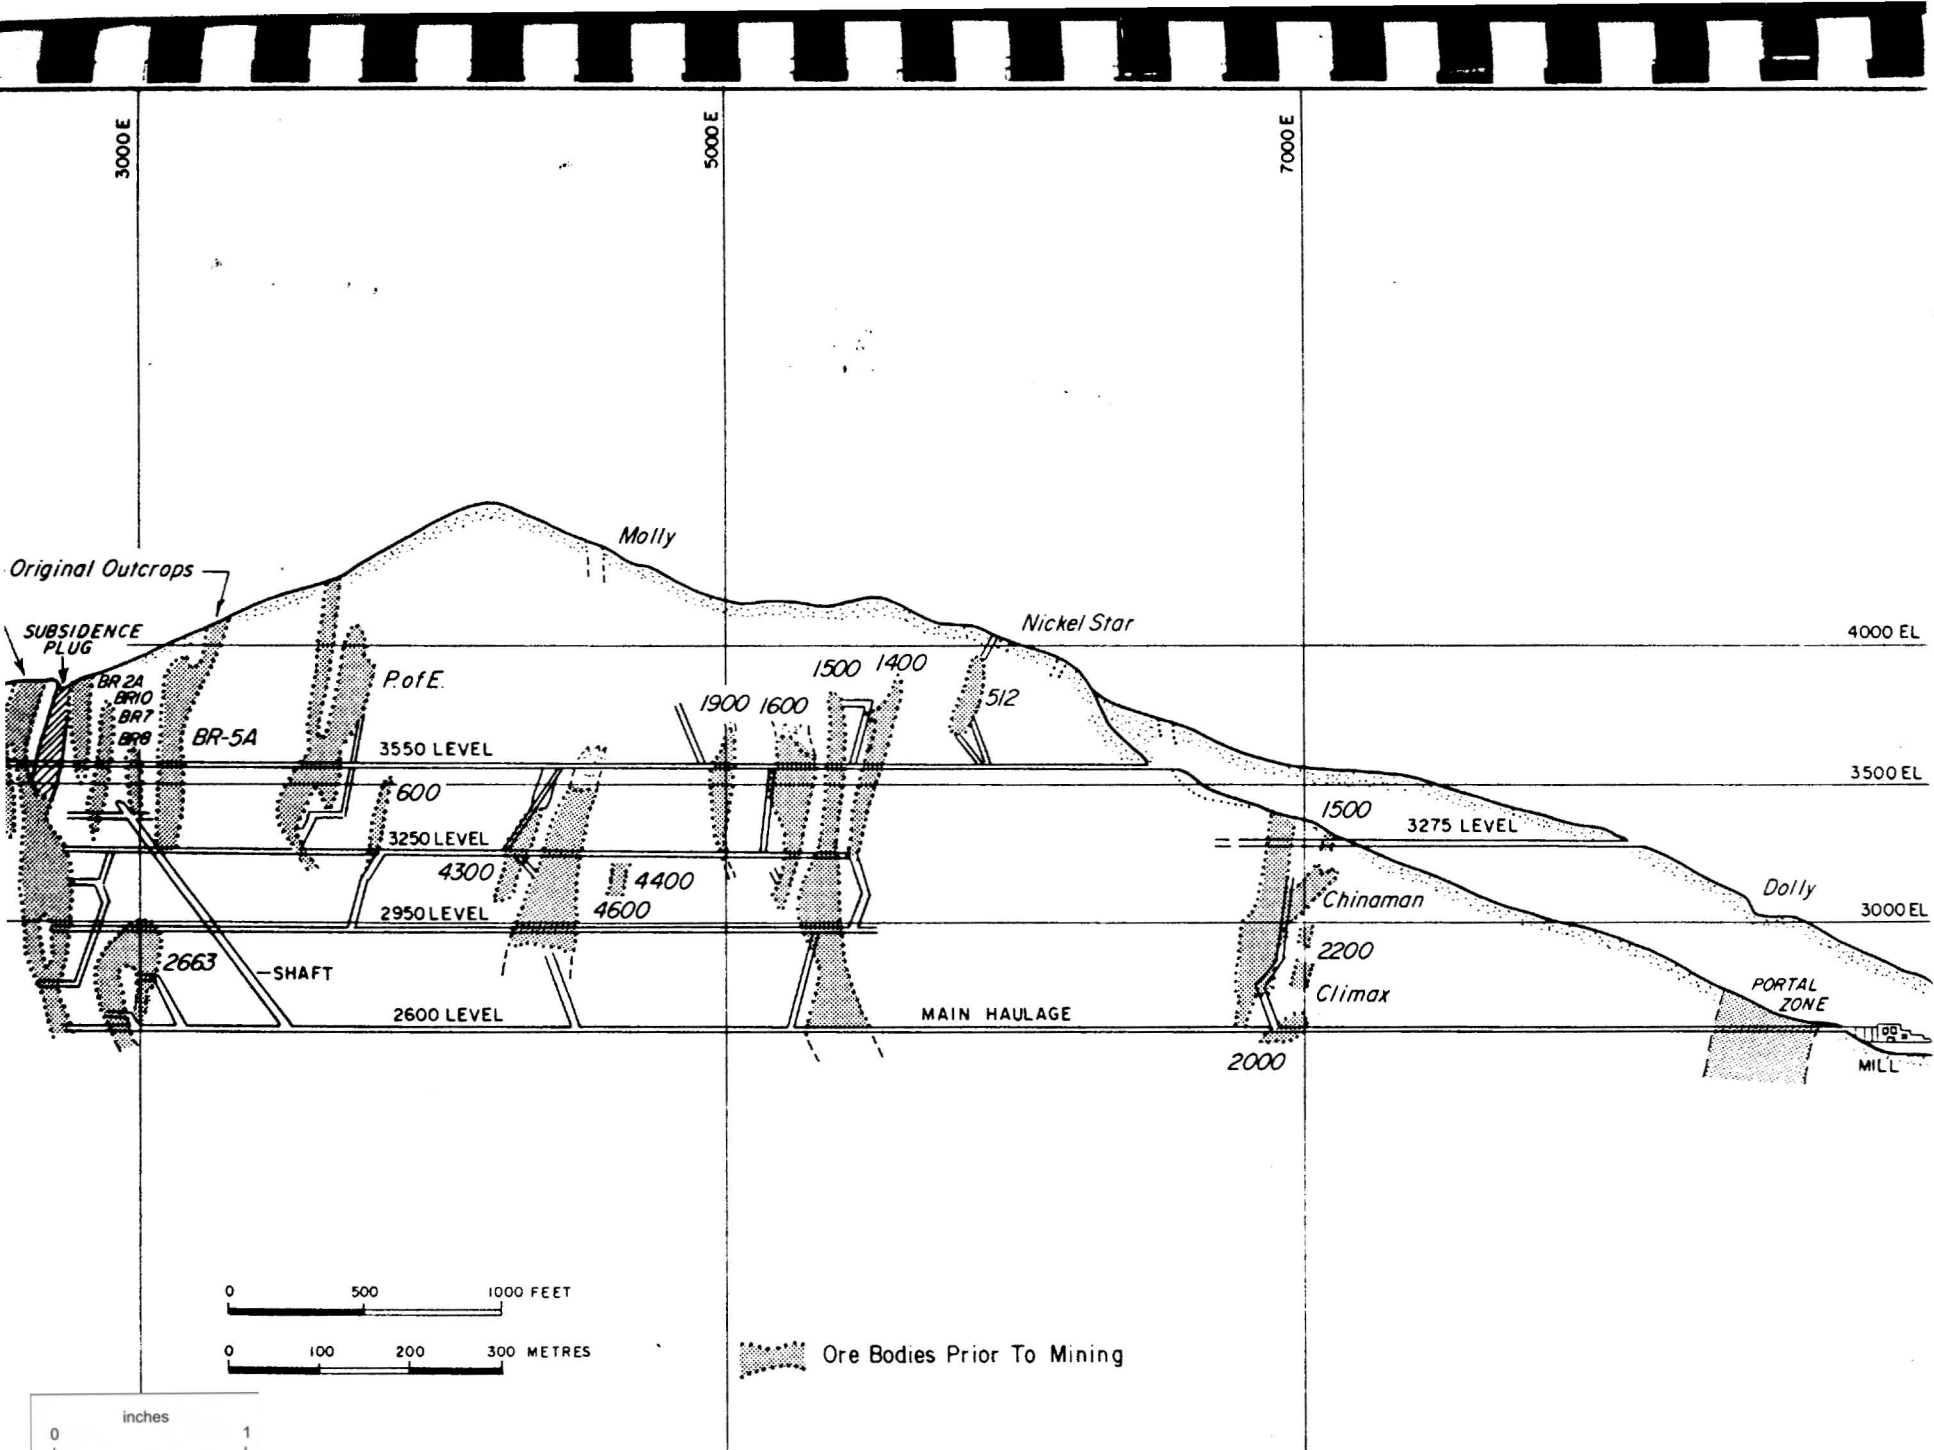 3000 E
5000 E
7000 E
Molly
Original Outcrops
SUBSIDENCE
PLUG
Nickel Star
4000 EL
BR 2A
BR10
BR7
BR8
BR-5A
P. of E.
1500
1400
1900
1600
512
3550 LEVEL
3500 EL
600
1500
3275 LEVEL
3250 LEVEL
4300
4400
4600
Dolly
Chinaman
2950 LEVEL
3000 EL
2663
SHAFT
2200
Climax
PORTAL
ZONE
2600 LEVEL
MAIN HAULAGE
2000
MILL
0 500 1000 FEET
0 100 200 300 METRES
Ore Bodies Prior To Mining
inches
0 1